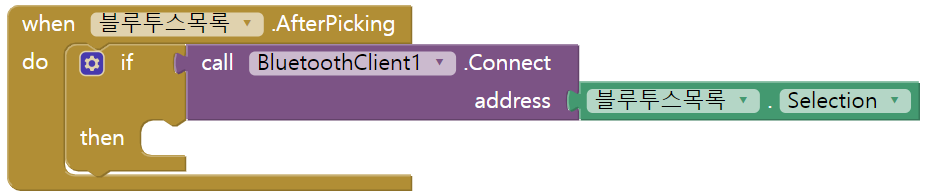 when 블루투스목록 .AfterPicking
do if call BluetoothClient1 .Connect
address 블루투스목록 . Selection
then